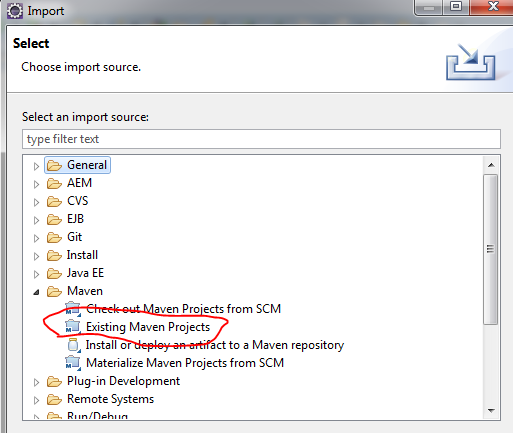 Import
Select
Choose import source.
Select an import source:
type filter text
General
AEM
CVS
EJB
Git
Install
Java EE
Maven
Check out Maven Projects from SCM
Existing Maven Projects
Install or deploy an artifact to a Maven repository
Materialize Maven Projects from SCM
Plug-in Development
Remote Systems
Run/Debug